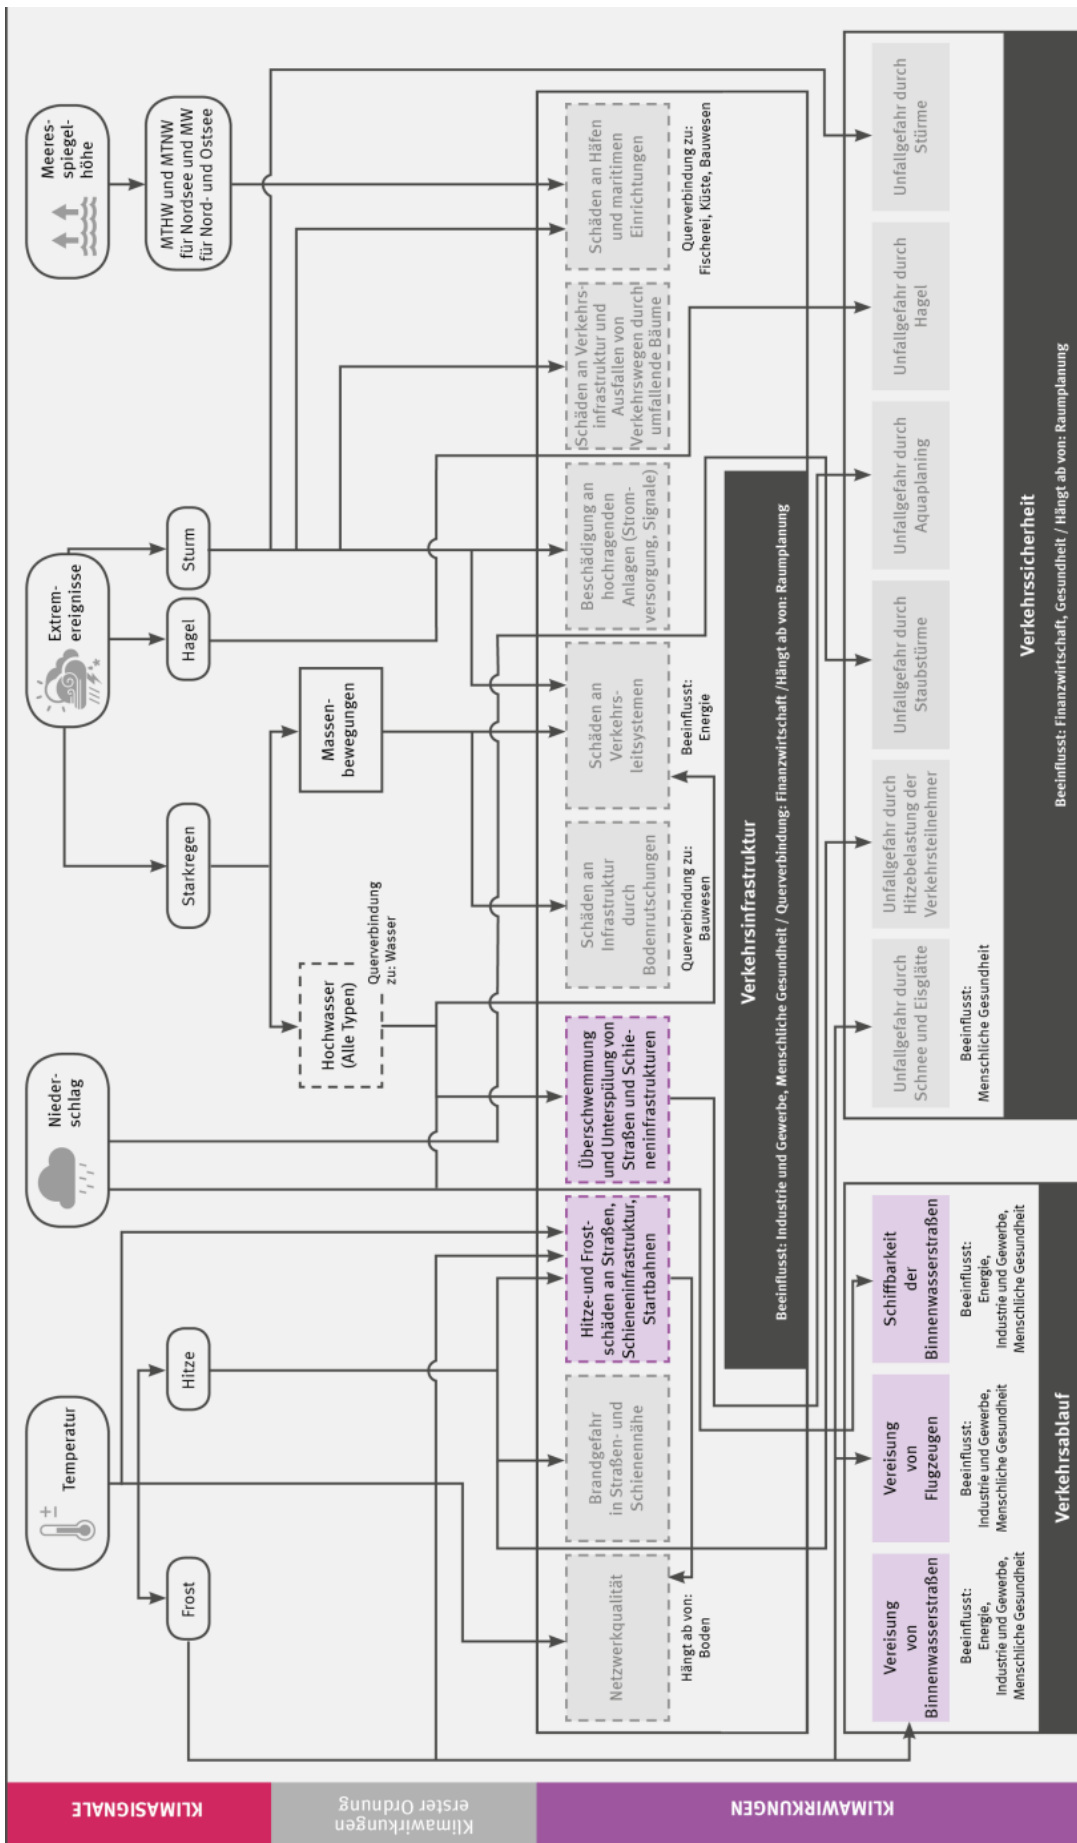 KLIMASIGNALE
Temperatur
Nieder-
schlag
Extrem-
ereignisse
Meeres-
spiegel-
höhe
Frost
Hitze
Starkregen
Hagel
Sturm
MTHW und MTNW
für Nordsee und MW
für Nord- und Ostsee
Klimawirkungen
erster Ordnung
Hochwasser
(Alle Typen)
Querverbindung
zu: Wasser
Massen-
bewegungen
KLIMAWIRKUNGEN
Netzwerkqualität
Hängt ab von:
Boden
Brandgefahr
in Straßen- und
Schienennähe
Hitze-und Frost-
schäden an Straßen,
Schieneninfrastruktur,
Startbahnen
Überschwemmung
und Unterspülung von
Straßen und Schie-
neninfrastrukturen
Schäden an
Infrastruktur
durch
Bodenrutschungen
Querverbindung zu:
Bauwesen
Schäden an
Verkehrs-
leitsystemen
Beeinflusst:
Energie
Beschädigung an
hochragenden
Anlagen (Strom-
versorgung, Signale)
Schäden an Verkehrs-
infrastruktur und
Ausfallen von
Verkehrswegen durch
umfallende Bäume
Schäden an Häfen
und maritimen
Einrichtungen
Querverbindung zu:
Fischerei, Küste, Bauwesen
Verkehrsinfrastruktur
Beeinflusst: Industrie und Gewerbe, Menschliche Gesundheit / Querverbindung: Finanzwirtschaft /Hängt ab von: Raumplanung
Vereisung
von
Binnenwasserstraßen
Beeinflusst:
Energie,
Industrie und Gewerbe,
Menschliche Gesundheit
Vereisung
von
Flugzeugen
Beeinflusst:
Industrie und Gewerbe,
Menschliche Gesundheit
Schiffbarkeit
der
Binnenwasserstraßen
Beeinflusst:
Energie,
Industrie und Gewerbe,
Menschliche Gesundheit
Verkehrsablauf
Unfallgefahr durch
Schnee und Eisglätte
Beeinflusst:
Menschliche Gesundheit
Unfallgefahr durch
Hitzebelastung der
Verkehrsteilnehmer
Unfallgefahr durch
Staubstürme
Unfallgefahr durch
Aquaplaning
Unfallgefahr durch
Hagel
Unfallgefahr durch
Stürme
Verkehrssicherheit
Beeinflusst: Finanzwirtschaft, Gesundheit / Hängt ab von: Raumplanung